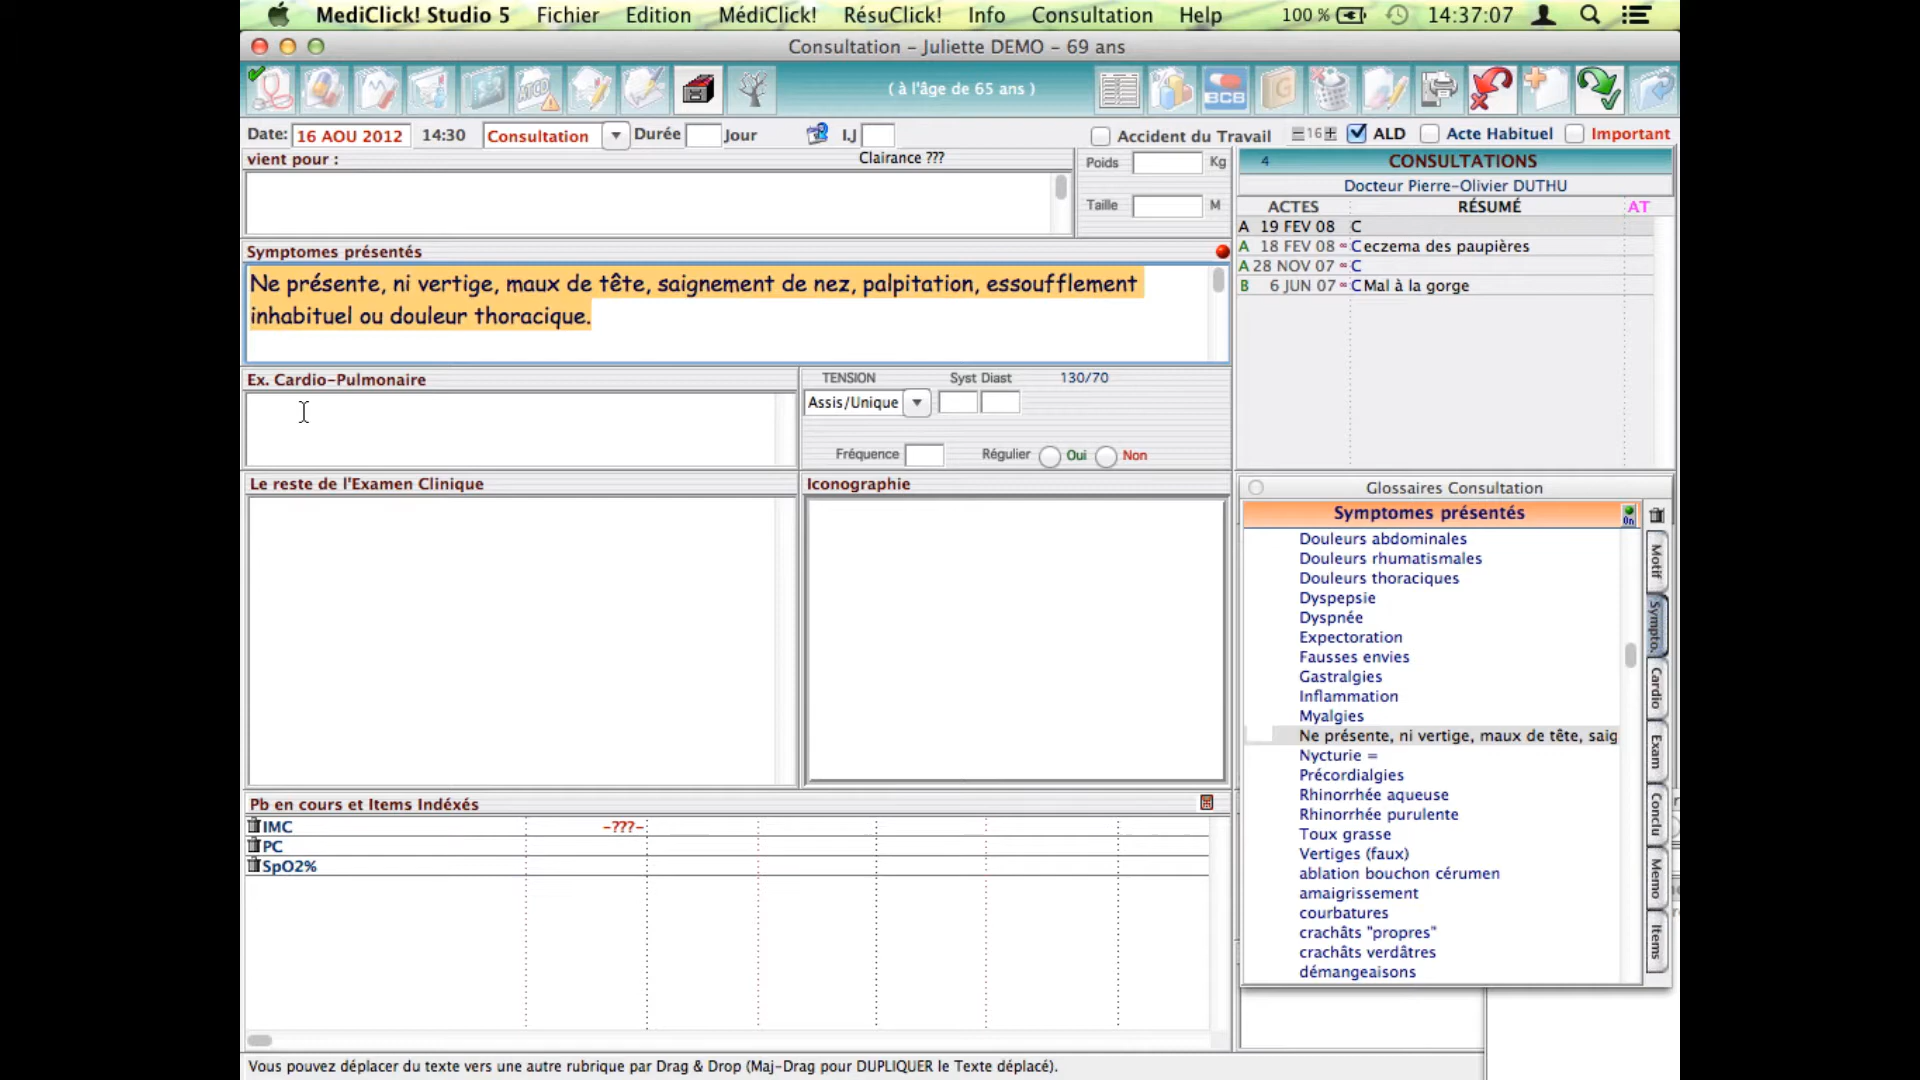 MediClick! Studio 5 Fichier Edition MédiClick! RésuClick! Info Consultation Help 100 % 14:37:07
Consultation – Juliette DEMO – 69 ans
ATCD ( à l'âge de 65 ans ) BCB G
Date: 16 AOU 2012 14:30 Consultation Durée Jour I.J Accident du Travail 16 ALD Acte Habituel Important
vient pour : Clairance ???
Poids Kg
Taille M
Symptomes présentés
Ne présente, ni vertige, maux de tête, saignement de nez, palpitation, essoufflement
inhabituel ou douleur thoracique.
Ex. Cardio-Pulmonaire
TENSION Syst Diast 130/70
Assis/Unique
Fréquence Régulier Oui Non
Le reste de l'Examen Clinique
Iconographie
Pb en cours et Items Indéxés
IMC -???-
PC
SpO2%
4 CONSULTATIONS
Docteur Pierre-Olivier DUTHU
ACTES RÉSUMÉ AT
A 19 FEV 08 C
A 18 FEV 08 C eczema des paupières
A 28 NOV 07 C
B 6 JUN 07 C Mal à la gorge
Glossaires Consultation
Symptomes présentés On
Douleurs abdominales
Douleurs rhumatismales
Douleurs thoraciques
Dyspepsie
Dyspnée
Expectoration
Fausses envies
Gastralgies
Inflammation
Myalgies
Ne présente, ni vertige, maux de tête, saig
Nycturie =
Précordialgies
Rhinorrhée aqueuse
Rhinorrhée purulente
Toux grasse
Vertiges (faux)
ablation bouchon cérumen
amaigrissement
courbatures
crachâts "propres"
crachâts verdâtres
démangeaisons
Motif
Sympto.
Cardio
Exam
Conclu
Memo
Items
Vous pouvez déplacer du texte vers une autre rubrique par Drag & Drop (Maj-Drag pour DUPLIQUER le Texte déplacé).